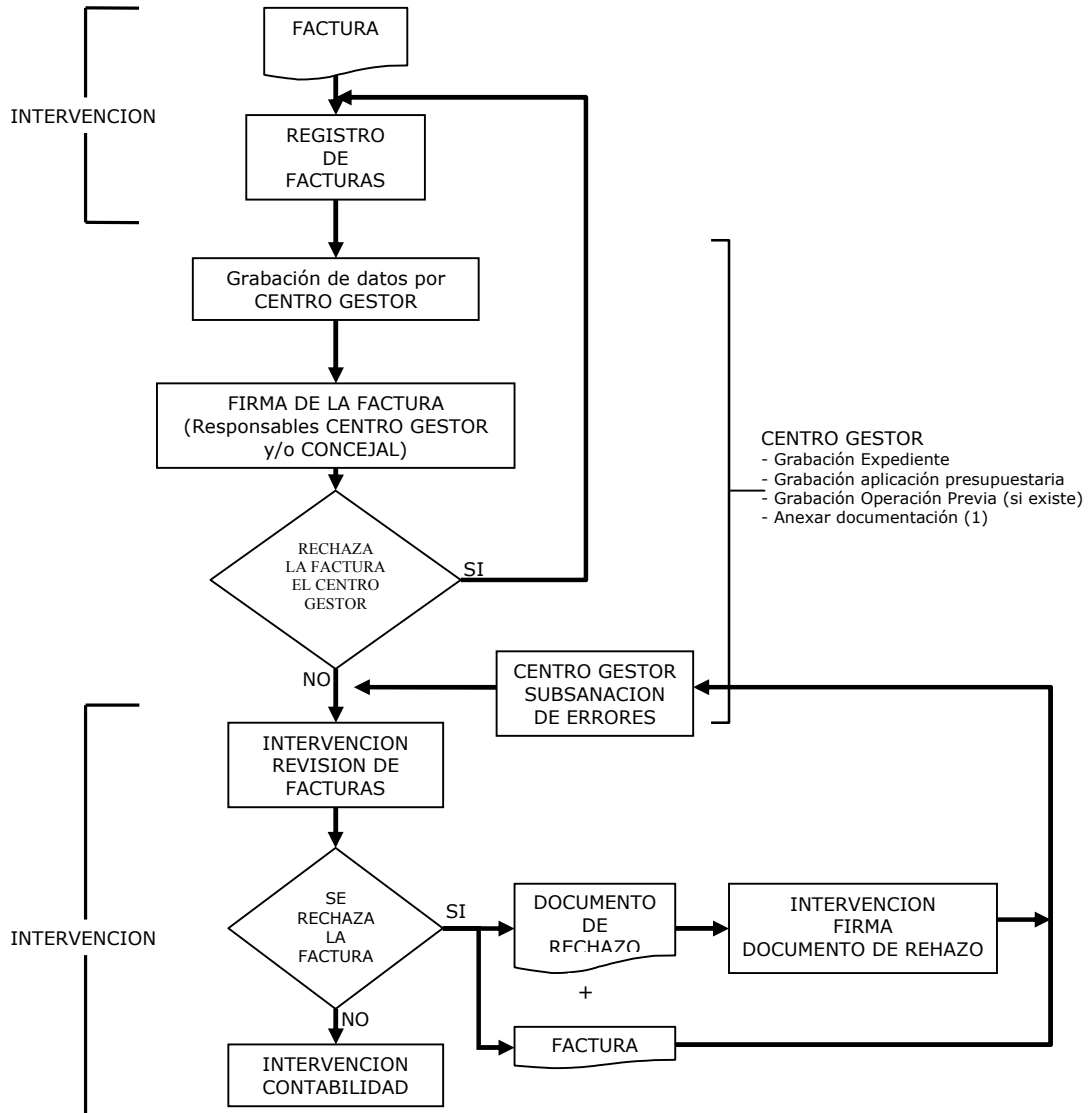 FACTURA
INTERVENCION
REGISTRO
DE
FACTURAS
Grabación de datos por
CENTRO GESTOR
FIRMA DE LA FACTURA
(Responsables CENTRO GESTOR
y/o CONCEJAL)
CENTRO GESTOR
- Grabación Expediente
- Grabación aplicación presupuestaria
- Grabación Operación Previa (si existe)
- Anexar documentación (1)
RECHAZA
LA FACTURA
EL CENTRO
GESTOR
SI
NO
CENTRO GESTOR
SUBSANACION
DE ERRORES
INTERVENCION
REVISION DE
FACTURAS
INTERVENCION
SE
RECHAZA
LA
FACTURA
SI
DOCUMENTO
DE
RECHAZO
INTERVENCION
FIRMA
DOCUMENTO DE REHAZO
+
FACTURA
NO
INTERVENCION
CONTABILIDAD